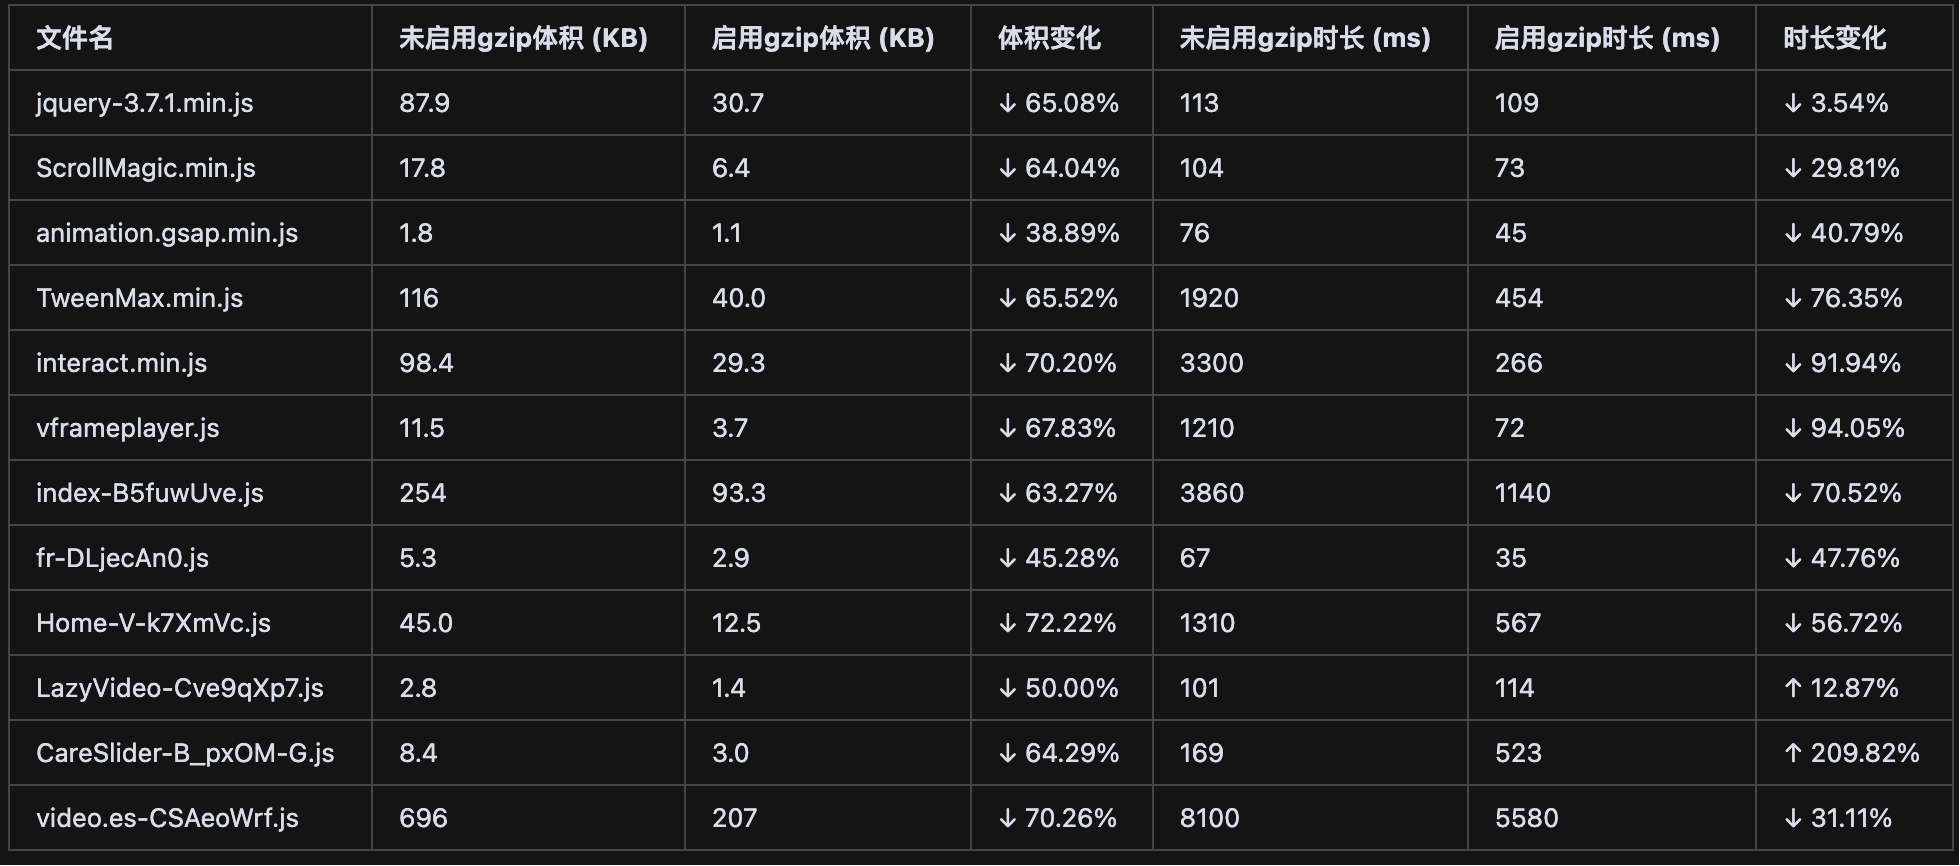 文件名 未启用gzip体积 (KB) 启用gzip体积 (KB) 体积变化 未启用gzip时长 (ms) 启用gzip时长 (ms) 时长变化
jquery-3.7.1.min.js 87.9 30.7 ↓ 65.08% 113 109 ↓ 3.54%
ScrollMagic.min.js 17.8 6.4 ↓ 64.04% 104 73 ↓ 29.81%
animation.gsap.min.js 1.8 1.1 ↓ 38.89% 76 45 ↓ 40.79%
TweenMax.min.js 116 40.0 ↓ 65.52% 1920 454 ↓ 76.35%
interact.min.js 98.4 29.3 ↓ 70.20% 3300 266 ↓ 91.94%
vframeplayer.js 11.5 3.7 ↓ 67.83% 1210 72 ↓ 94.05%
index-B5fuwUve.js 254 93.3 ↓ 63.27% 3860 1140 ↓ 70.52%
fr-DLjecAn0.js 5.3 2.9 ↓ 45.28% 67 35 ↓ 47.76%
Home-V-k7XmVc.js 45.0 12.5 ↓ 72.22% 1310 567 ↓ 56.72%
LazyVideo-Cve9qXp7.js 2.8 1.4 ↓ 50.00% 101 114 ↑ 12.87%
CareSlider-B_pxOM-G.js 8.4 3.0 ↓ 64.29% 169 523 ↑ 209.82%
video.es-CSAeoWrf.js 696 207 ↓ 70.26% 8100 5580 ↓ 31.11%